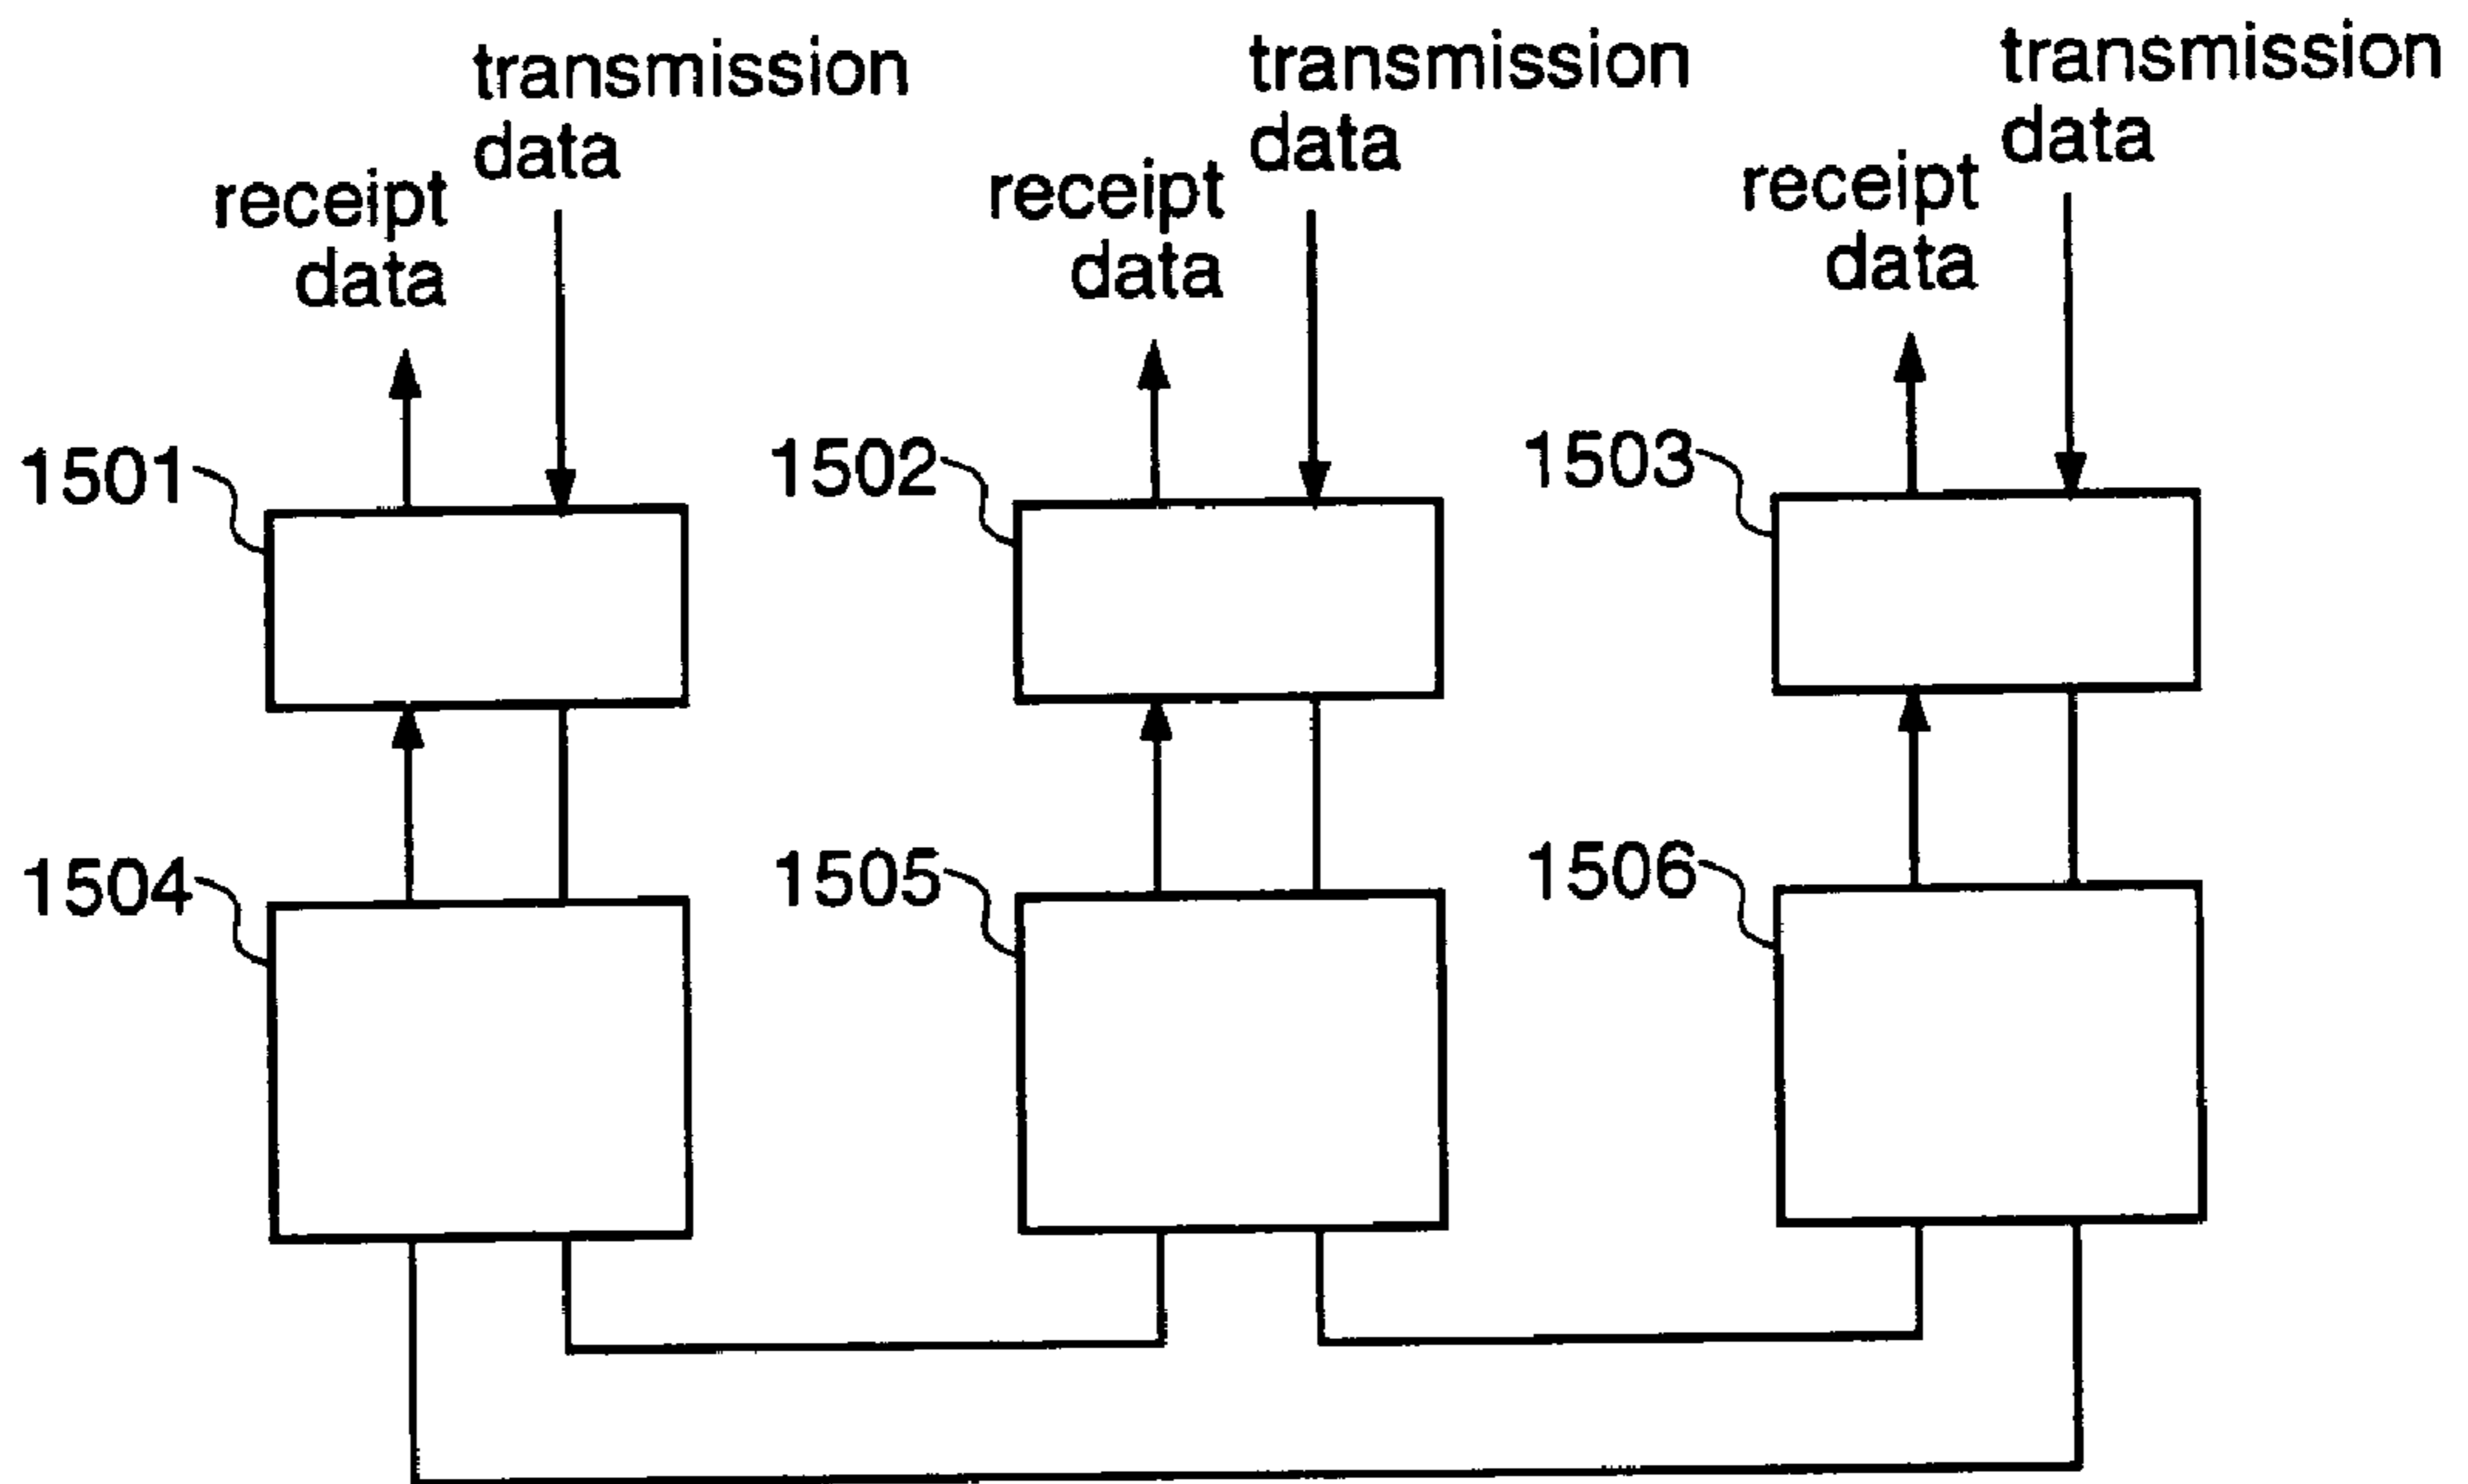 transmission
data
receipt
data
transmission
data
receipt
data
transmission
data
receipt
data
1501
1502
1503
1504
1505
1506